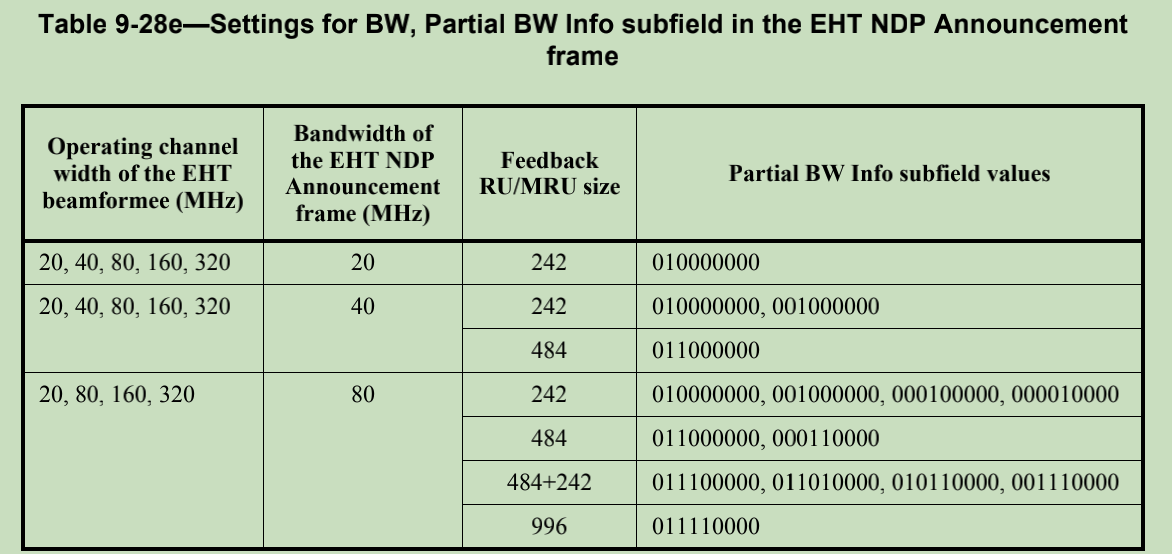 Table 9-28e—Settings for BW, Partial BW Info subfield in the EHT NDP Announcement
frame
Operating channel
width of the EHT
beamformee (MHz)
Bandwidth of
the EHT NDP
Announcement
frame (MHz)
Feedback
RU/MRU size
Partial BW Info subfield values
20, 40, 80, 160, 320 20 242 010000000
20, 40, 80, 160, 320 40 242 010000000, 001000000
484 011000000
20, 80, 160, 320 80 242 010000000, 001000000, 000100000, 000010000
484 011000000, 000110000
484+242 011100000, 011010000, 010110000, 001110000
996 011110000